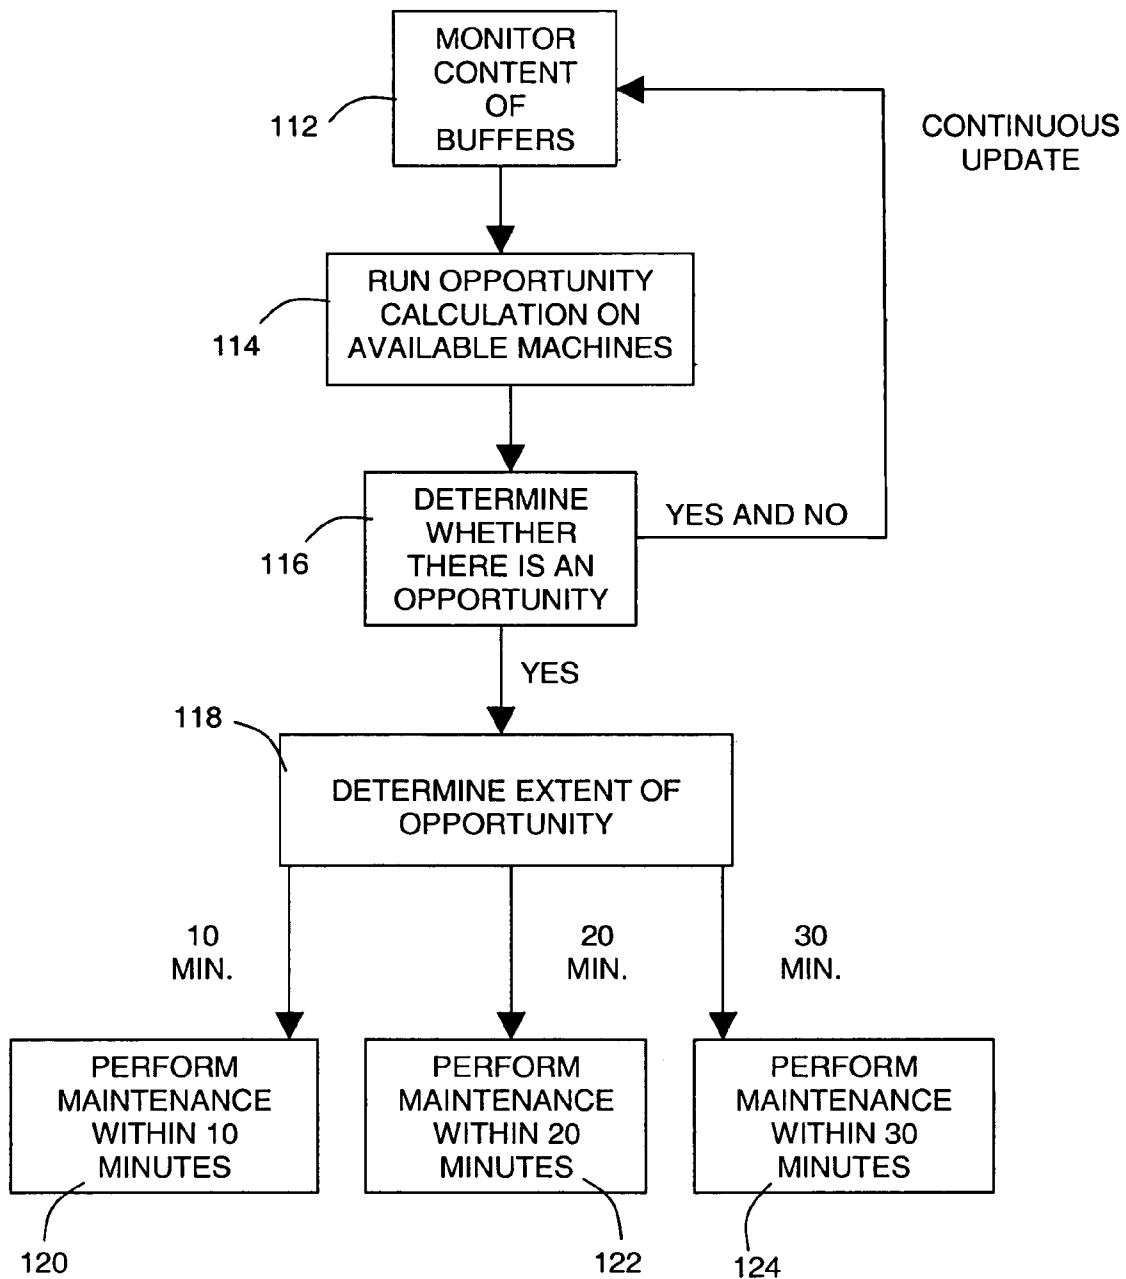 MONITOR
CONTENT
OF
BUFFERS
112
CONTINUOUS
UPDATE
RUN OPPORTUNITY
CALCULATION ON
AVAILABLE MACHINES
114
DETERMINE
WHETHER
THERE IS AN
OPPORTUNITY
116
YES AND NO
YES
118
DETERMINE EXTENT OF
OPPORTUNITY
10
MIN.
20
MIN.
30
MIN.
PERFORM
MAINTENANCE
WITHIN 10
MINUTES
PERFORM
MAINTENANCE
WITHIN 20
MINUTES
PERFORM
MAINTENANCE
WITHIN 30
MINUTES
120
122
124